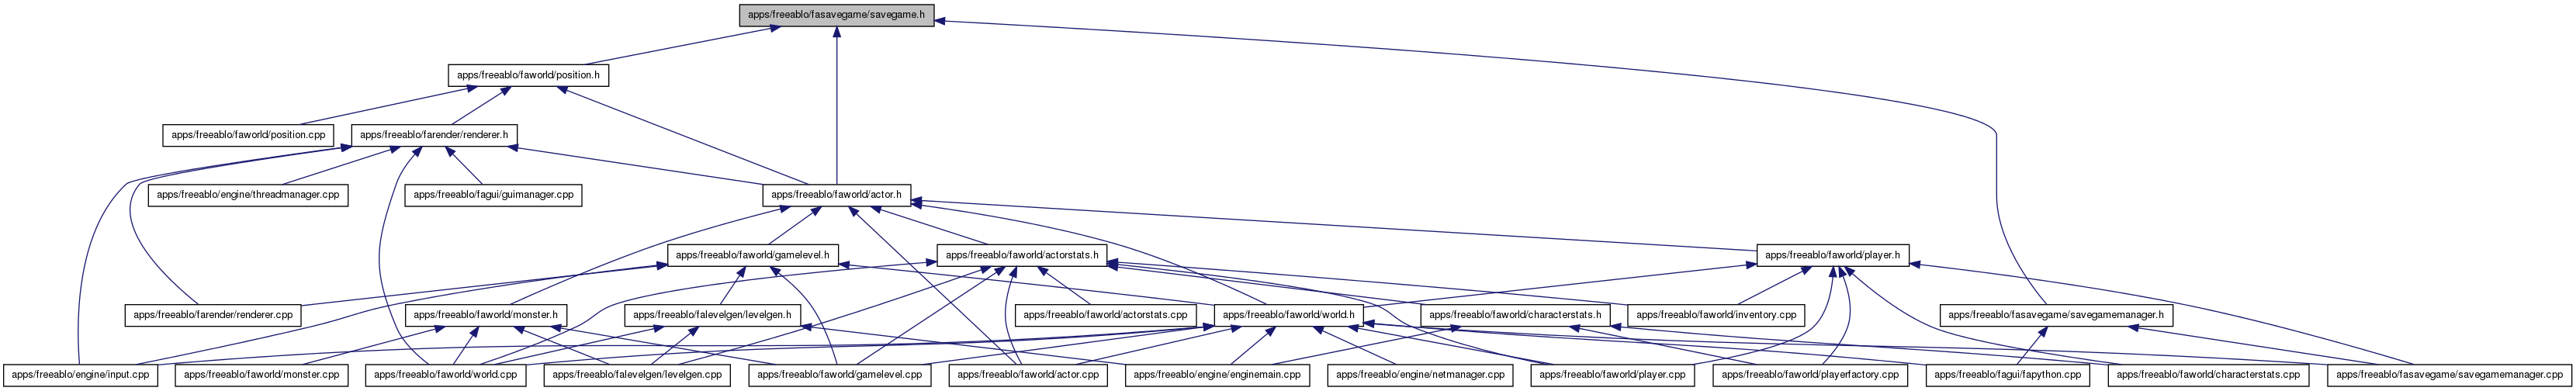 apps/freeablo/fasavegame/savegame.h
apps/freeablo/faworld/position.h
apps/freeablo/faworld/position.cpp
apps/freeablo/farender/renderer.h
apps/freeablo/engine/threadmanager.cpp
apps/freeablo/fagui/guimanager.cpp
apps/freeablo/faworld/actor.h
apps/freeablo/faworld/gamelevel.h
apps/freeablo/faworld/actorstats.h
apps/freeablo/faworld/player.h
apps/freeablo/farender/renderer.cpp
apps/freeablo/faworld/monster.h
apps/freeablo/falevelgen/levelgen.h
apps/freeablo/faworld/actorstats.cpp
apps/freeablo/faworld/world.h
apps/freeablo/faworld/characterstats.h
apps/freeablo/faworld/inventory.cpp
apps/freeablo/fasavegame/savegamemanager.h
apps/freeablo/engine/input.cpp
apps/freeablo/faworld/monster.cpp
apps/freeablo/faworld/world.cpp
apps/freeablo/falevelgen/levelgen.cpp
apps/freeablo/faworld/gamelevel.cpp
apps/freeablo/faworld/actor.cpp
apps/freeablo/engine/enginemain.cpp
apps/freeablo/engine/netmanager.cpp
apps/freeablo/faworld/player.cpp
apps/freeablo/faworld/playerfactory.cpp
apps/freeablo/fagui/fapython.cpp
apps/freeablo/faworld/characterstats.cpp
apps/freeablo/fasavegame/savegamemanager.cpp